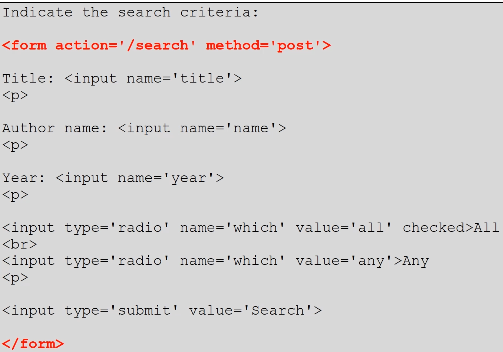 Indicate the search criteria:
<form action='/search' method='post'>
Title: <input name='title'>
<p>
Author name: <input name='name'>
<p>
Year: <input name='year'>
<p>
<input type='radio' name='which' value='all' checked>All
<br>
<input type='radio' name='which' value='any'>Any
<p>
<input type='submit' value='Search'>
</form>